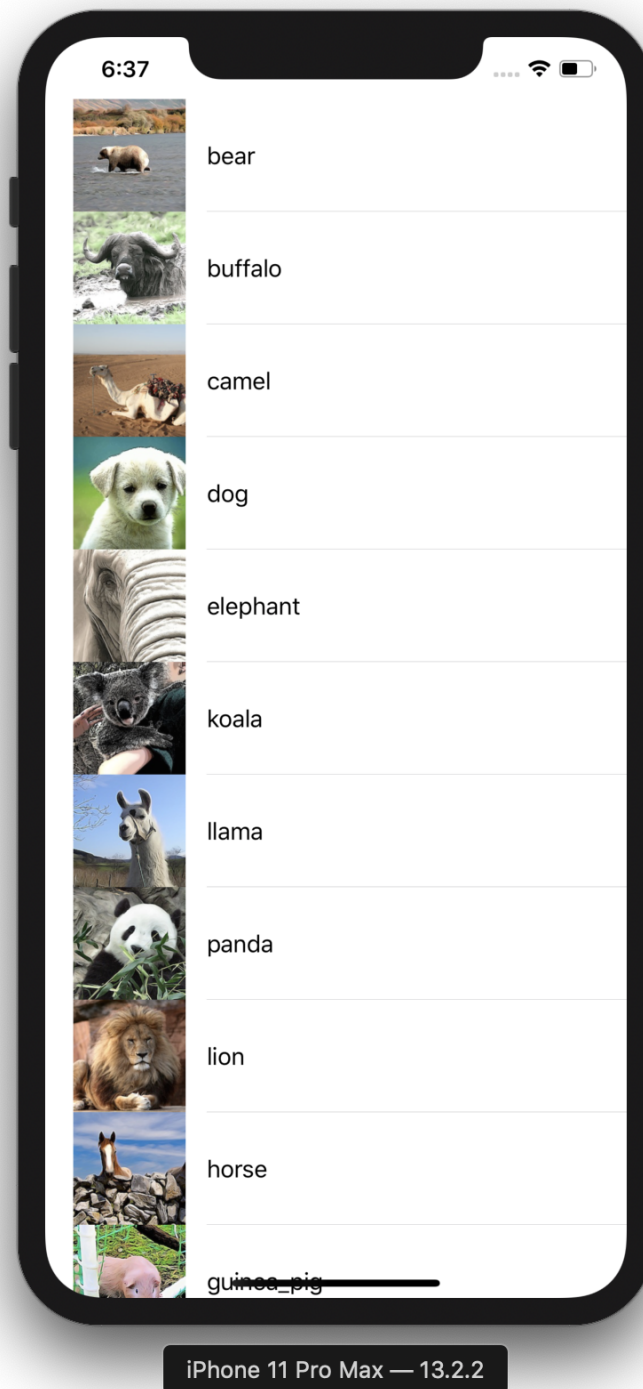 6:37
bear
buffalo
camel
dog
elephant
koala
llama
panda
lion
horse
guinea_pig
iPhone 11 Pro Max — 13.2.2